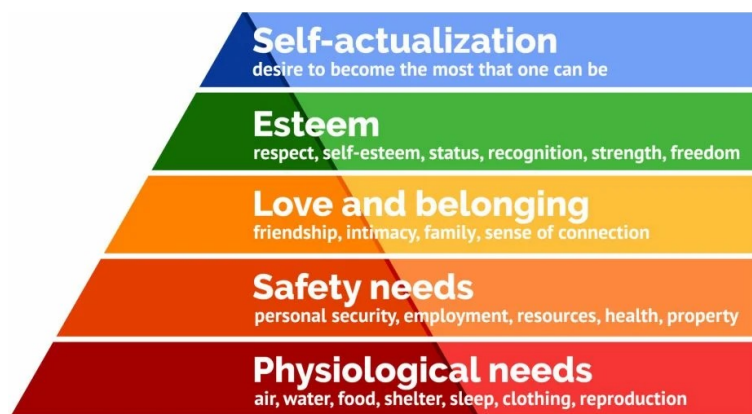 Self-actualization
desire to become the most that one can be
Esteem
respect, self-esteem, status, recognition, strength, freedom
Love and belonging
friendship, intimacy, family, sense of connection
Safety needs
personal security, employment, resources, health, property
Physiological needs
air, water, food, shelter, sleep, clothing, reproduction